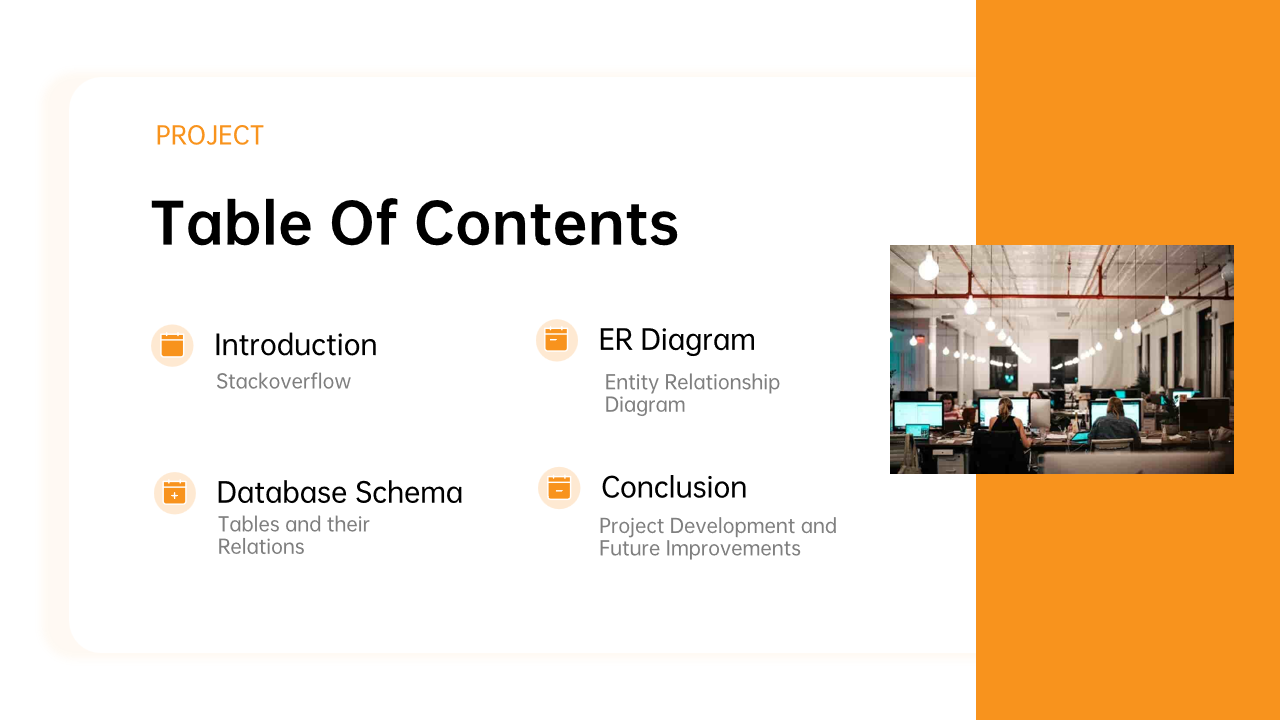 PROJECT
Table Of Contents
Introduction
Stackoverflow
ER Diagram
Entity Relationship
Diagram
Database Schema
Tables and their
Relations
Conclusion
Project Development and
Future Improvements